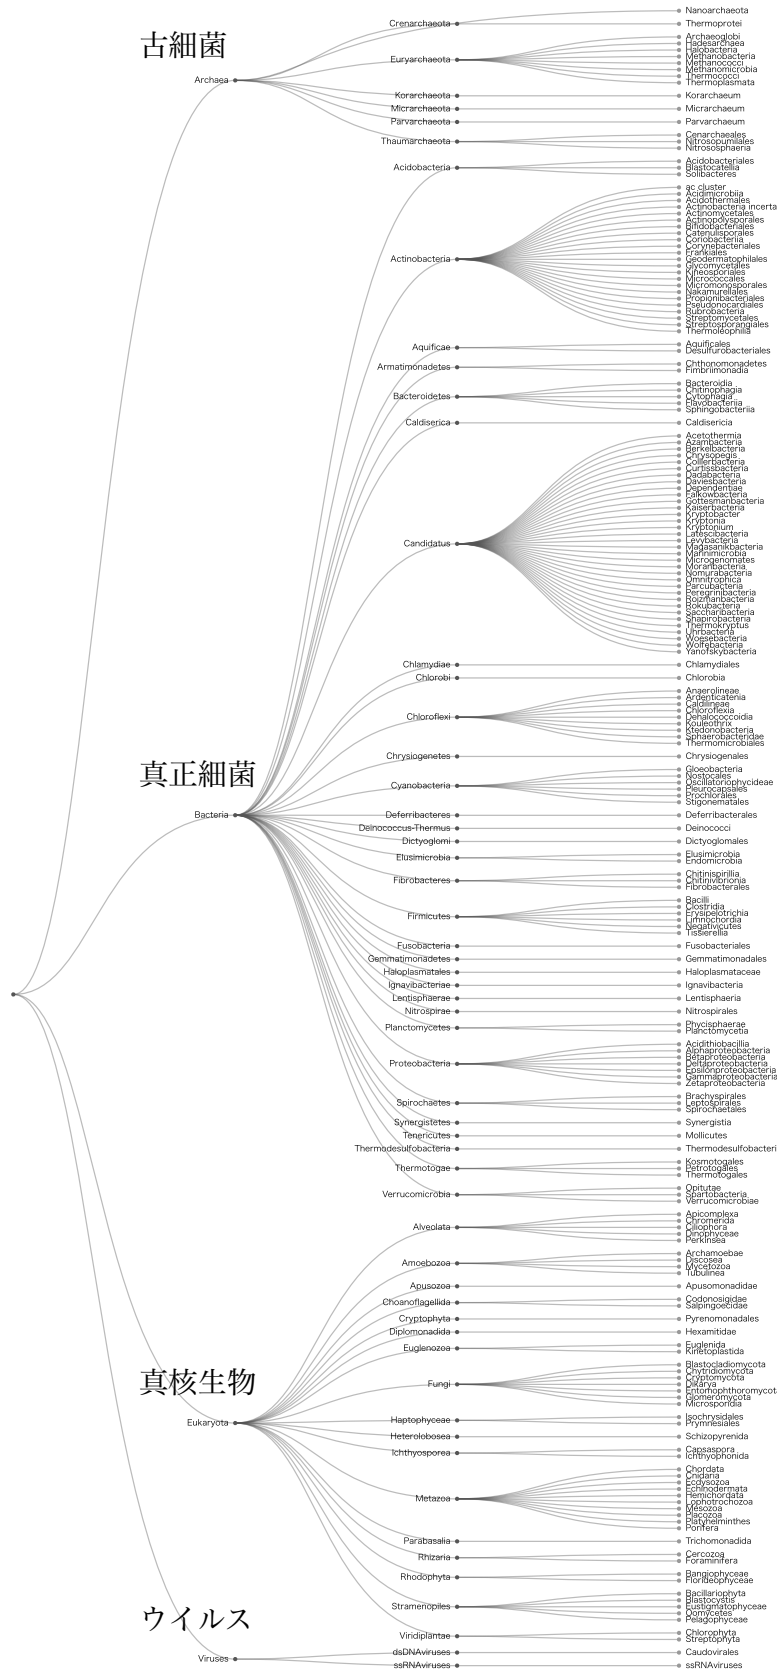 古細菌
Archaea
Crenarchaeota
Nanoarchaeota
Thermoprotei
Euryarchaeota
Archaeoglobi
Hadesarchaea
Halobacteria
Methanobacteria
Methanococci
Methanomicrobia
Thermococci
Thermoplasmata
Korarchaeota
Korarchaeum
Micrarchaeota
Micrarchaeum
Parvarchaeota
Parvarchaeum
Thaumarchaeota
Cenarchaeales
Nitrosopumilales
Nitrososphaeria
真正細菌
Bacteria
Acidobacteria
Acidobacteriales
Blastocatellia
Solibacteres
Actinobacteria
ac cluster
Acidimicrobiia
Acidothermales
Actinobacteria incerta
Actinomycetales
Actinopolysporales
Bifidobacteriales
Catenulisporales
Coriobacteriia
Corynebacteriales
Frankiales
Geodermatophilales
Glycomycetales
Kineosporiales
Micrococcales
Micromonosporales
Nakamurellales
Propionibacteriales
Pseudonocardiales
Rubrobacteria
Streptomycetales
Streptosporangiales
Thermoleophilia
Aquificae
Aquificales
Desulfurobacteriales
Armatimonadetes
Chthonomonadetes
Fimbriimonadia
Bacteroidetes
Bacteroidia
Chitinophagia
Cytophagia
Flavobacteriia
Sphingobacteriia
Caldiserica
Caldisericia
Candidatus
Acetothermia
Azambacteria
Berkelbacteria
Chrysopegis
Collierbacteria
Curtissbacteria
Dadabacteria
Daviesbacteria
Dependentiae
Falkowbacteria
Gottesmanbacteria
Kaiserbacteria
Kryptobacter
Kryptonia
Kryptonium
Latescibacteria
Levybacteria
Magasanikbacteria
Marinimicrobia
Microgenomates
Moranbacteria
Nomurabacteria
Omnitrophica
Parcubacteria
Peregrinibacteria
Roizmanbacteria
Rokubacteria
Saccharibacteria
Shapirobacteria
Thermokryptus
Uhrbacteria
Woesebacteria
Wolfebacteria
Yanofskybacteria
Chlamydiae
Chlamydiales
Chlorobi
Chlorobia
Chloroflexi
Anaerolineae
Ardenticatenia
Caldilineae
Chloroflexia
Dehalococcoidia
Kouleothrix
Ktedonobacteria
Sphaerobacteridae
Thermomicrobiales
Chrysiogenetes
Chrysiogenales
Cyanobacteria
Gloeobacteria
Nostocales
Oscillatoriophycideae
Pleurocapsales
Prochlorales
Stigonematales
Deferribacteres
Deferribacterales
Deinococcus-Thermus
Deinococci
Dictyoglomi
Dictyoglomales
Elusimicrobia
Elusimicrobia
Endomicrobia
Fibrobacteres
Chitinispirillia
Chitinivibrionia
Fibrobacterales
Firmicutes
Bacilli
Clostridia
Erysipelotrichia
Limnochordia
Negativicutes
Tissierellia
Fusobacteria
Fusobacteriales
Gemmatimonadetes
Gemmatimonadales
Haloplasmatales
Haloplasmataceae
Ignavibacteriae
Ignavibacteria
Lentisphaerae
Lentisphaeria
Nitrospirae
Nitrospirales
Planctomycetes
Phycisphaerae
Planctomycetia
Proteobacteria
Acidithiobacillia
Alphaproteobacteria
Betaproteobacteria
Deltaproteobacteria
Epsilonproteobacteria
Gammaproteobacteria
Zetaproteobacteria
Spirochaetes
Brachyspirales
Leptospirales
Spirochaetales
Synergistetes
Synergistia
Tenericutes
Mollicutes
Thermodesulfobacteria
Thermodesulfobacteri
Thermotogae
Kosmotogales
Petrotogales
Thermotogales
Verrucomicrobia
Opitutae
Spartobacteria
Verrucomicrobiae
真核生物
Eukaryota
Alveolata
Apicomplexa
Chromerida
Ciliophora
Dinophyceae
Perkinsea
Amoebozoa
Archamoebae
Discosea
Mycetozoa
Tubulinea
Apusozoa
Apusomonadidae
Choanoflagellida
Codonosigidae
Salpingoecidae
Cryptophyta
Pyrenomonadales
Diplomonadida
Hexamitidae
Euglenozoa
Euglenida
Kinetoplastida
Fungi
Blastocladiomycota
Chytridiomycota
Cryptomycota
Dikarya
Entomophthoromycota
Glomeromycota
Microsporidia
Haptophyceae
Isochrysidales
Prymnesiales
Heterolobosea
Schizopyrenida
Ichthyosporea
Capsaspora
Ichthyophonida
Metazoa
Chordata
Cnidaria
Ecdysozoa
Echinodermata
Hemichordata
Lophotrochozoa
Mesozoa
Placozoa
Platyhelminthes
Porifera
Parabasalia
Trichomonadida
Rhizaria
Cercozoa
Foraminifera
Rhodophyta
Bangiophyceae
Florideophyceae
Stramenopiles
Bacillariophyta
Blastocystis
Eustigmatophyceae
Oomycetes
Pelagophyceae
Viridiplantae
Chlorophyta
Streptophyta
ウイルス
Viruses
dsDNAviruses
Caudovirales
ssRNAviruses
ssRNAviruses